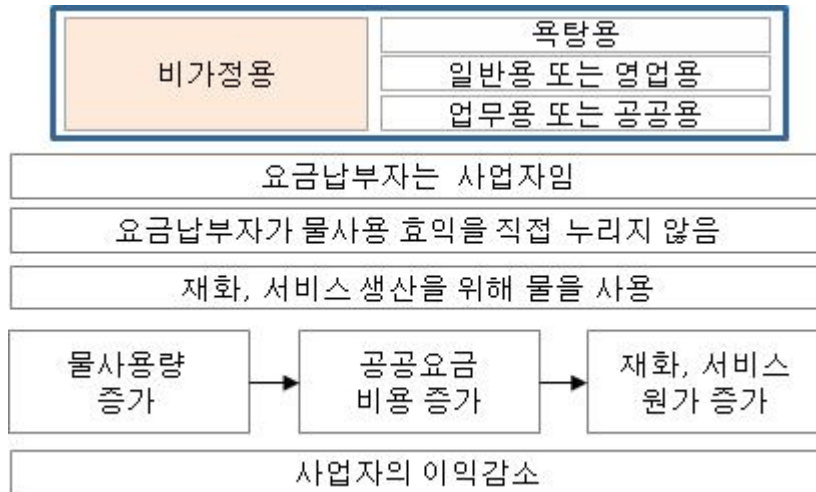 비가정용
욕탕용
일반용 또는 영업용
업무용 또는 공공용
요금납부자는 사업자임
요금납부자가 물사용 효익을 직접 누리지 않음
재화, 서비스 생산을 위해 물을 사용
물사용량
증가
공공요금
비용 증가
재화, 서비스
원가 증가
사업자의 이익감소